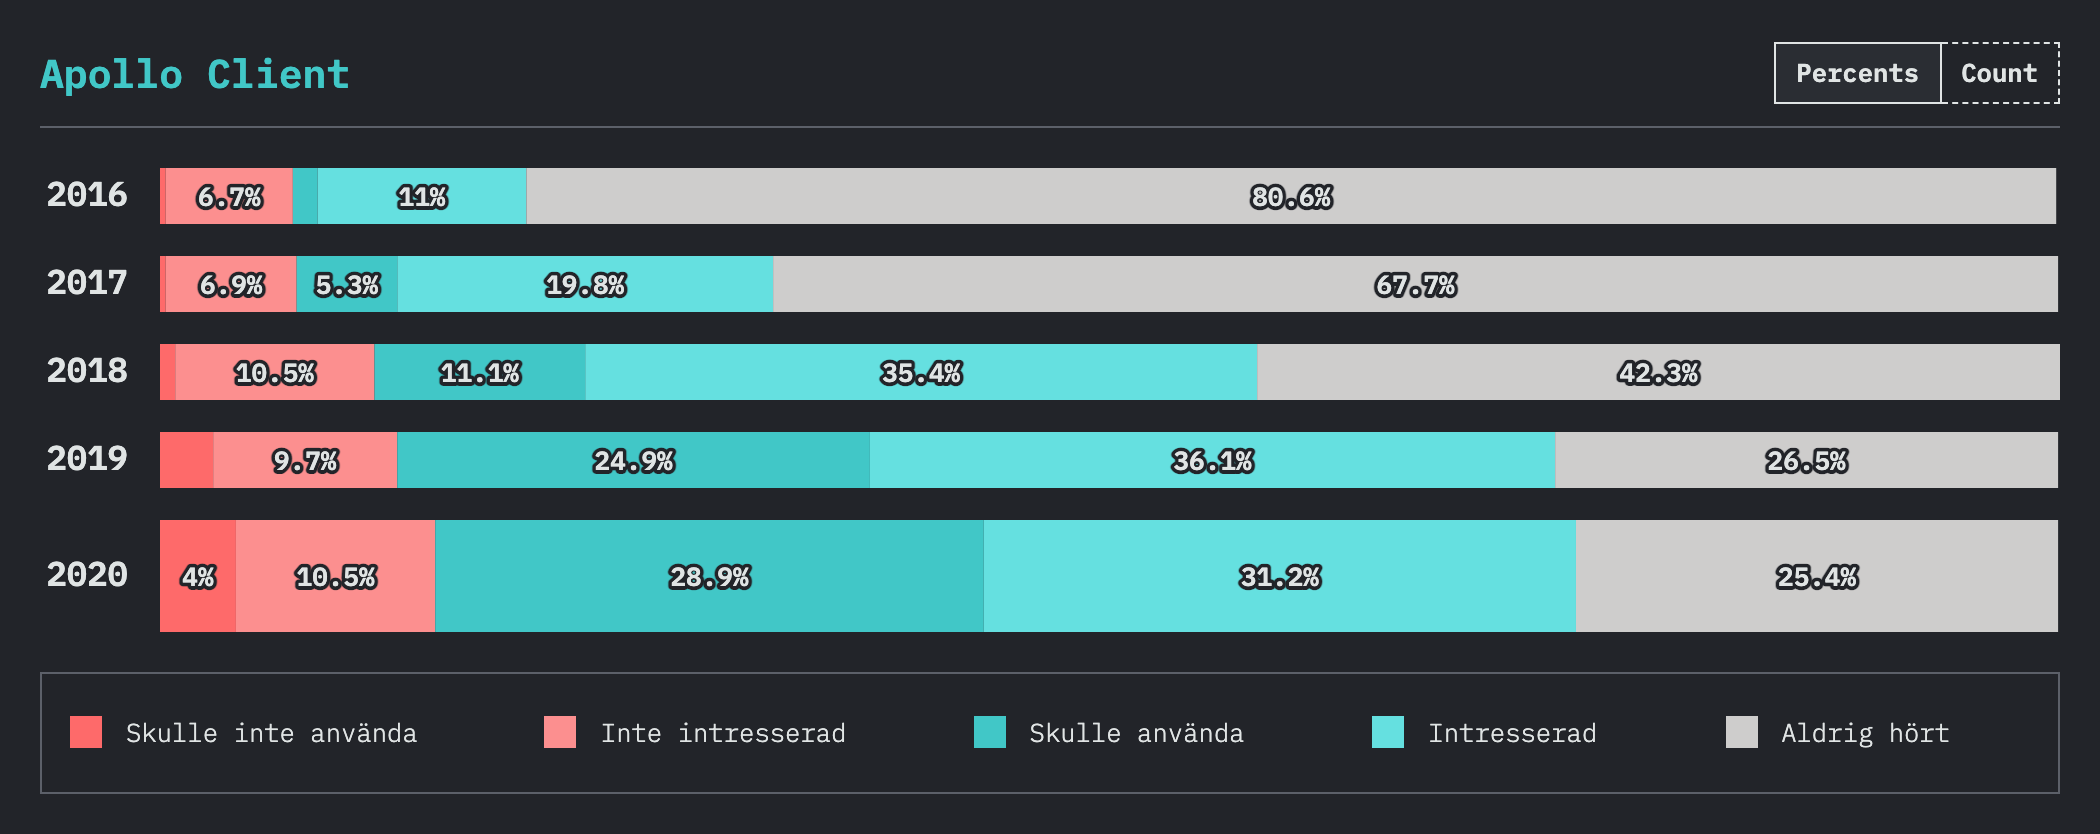 Apollo Client
Percents Count
2016 6.7% 11% 80.6%
2017 6.9% 5.3% 19.8% 67.7%
2018 10.5% 11.1% 35.4% 42.3%
2019 9.7% 24.9% 36.1% 26.5%
2020 4% 10.5% 28.9% 31.2% 25.4%
Skulle inte använda Inte intresserad Skulle använda Intresserad Aldrig hört